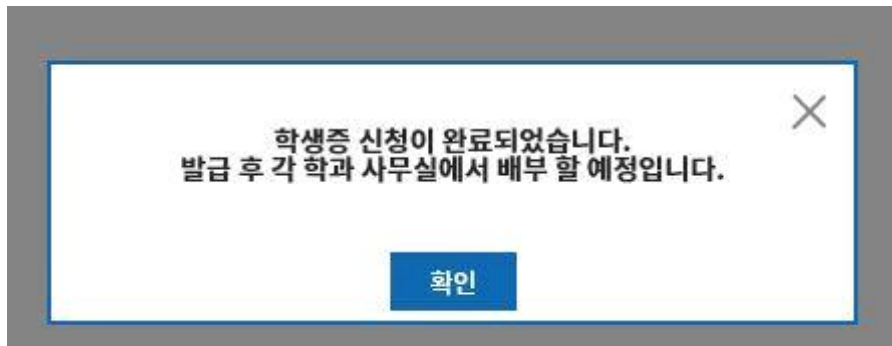 학생증 신청이 완료되었습니다.
발급 후 각 학과 사무실에서 배부 할 예정입니다.
확인